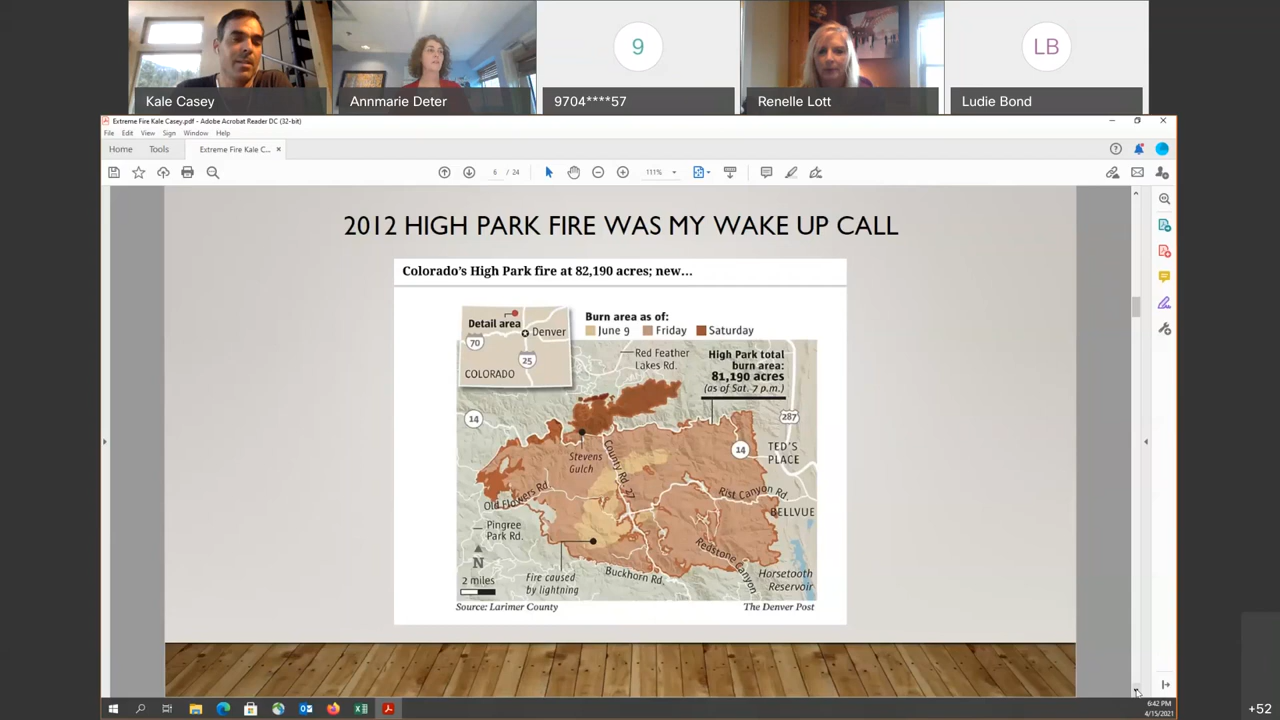 9
LB
Kale Casey
Annmarie Deter
9704****57
Renelle Lott
Ludie Bond
Extreme Fire Kale Casey.pdf - Adobe Acrobat Reader DC (32-bit)
File Edit View Sign Window Help
Home Tools Extreme Fire Kale C... ×
6 / 24 111%
2012 HIGH PARK FIRE WAS MY WAKE UP CALL
Colorado's High Park fire at 82,190 acres; new...
Detail area
Denver
70
25
COLORADO
Burn area as of:
June 9 Friday Saturday
Red Feather
Lakes Rd.
High Park total
burn area:
81,190 acres
(as of Sat. 7 p.m.)
14
287
Stevens
Gulch
County Rd. 27
14
TED'S
PLACE
Old Flowers Rd.
Rist Canyon Rd.
BELLVUE
Pingree
Park Rd.
N
2 miles
Fire caused
by lightning
Buckhorn Rd.
Redstone Canyon
Horsetooth
Reservoir
Source: Larimer County
The Denver Post
6:42 PM
4/15/2021
+52